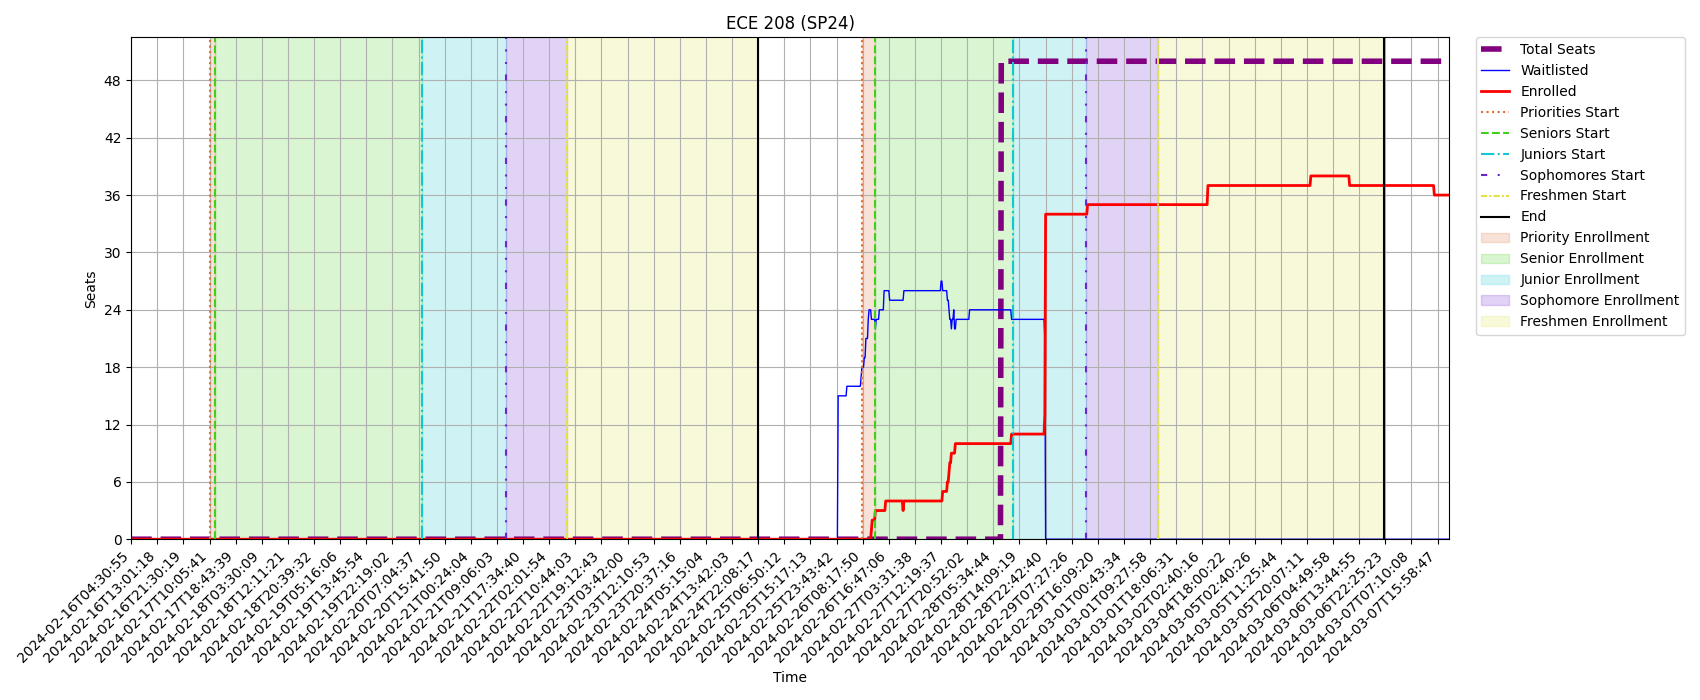 ECE 208 (SP24)
Total Seats
Waitlisted
Enrolled
Priorities Start
Seniors Start
Juniors Start
Sophomores Start
Freshmen Start
End
Priority Enrollment
Senior Enrollment
Junior Enrollment
Sophomore Enrollment
Freshmen Enrollment
Seats
48
42
36
30
24
18
12
6
0
2024-02-16T04:30:55
2024-02-16T13:01:18
2024-02-16T21:30:19
2024-02-17T10:05:41
2024-02-17T18:43:39
2024-02-18T03:30:09
2024-02-18T12:11:21
2024-02-18T20:39:32
2024-02-19T05:16:06
2024-02-19T13:45:54
2024-02-19T22:19:02
2024-02-20T07:04:37
2024-02-20T15:41:50
2024-02-21T00:24:04
2024-02-21T09:06:03
2024-02-21T17:34:40
2024-02-22T02:01:54
2024-02-22T10:44:03
2024-02-22T19:12:43
2024-02-23T03:42:00
2024-02-23T12:10:53
2024-02-23T20:37:16
2024-02-24T05:15:04
2024-02-24T13:42:03
2024-02-24T22:08:17
2024-02-25T06:50:12
2024-02-25T15:17:13
2024-02-25T23:43:42
2024-02-26T08:17:50
2024-02-26T16:47:06
2024-02-27T03:31:38
2024-02-27T12:19:37
2024-02-27T20:52:02
2024-02-28T05:34:44
2024-02-28T14:09:19
2024-02-28T22:42:40
2024-02-29T07:27:26
2024-02-29T16:09:20
2024-03-01T00:43:34
2024-03-01T09:27:58
2024-03-01T18:06:31
2024-03-02T02:40:16
2024-03-04T18:00:22
2024-03-05T02:40:26
2024-03-05T11:25:44
2024-03-05T20:07:11
2024-03-06T04:49:58
2024-03-06T13:44:55
2024-03-06T22:25:23
2024-03-07T07:10:08
2024-03-07T15:58:47
Time